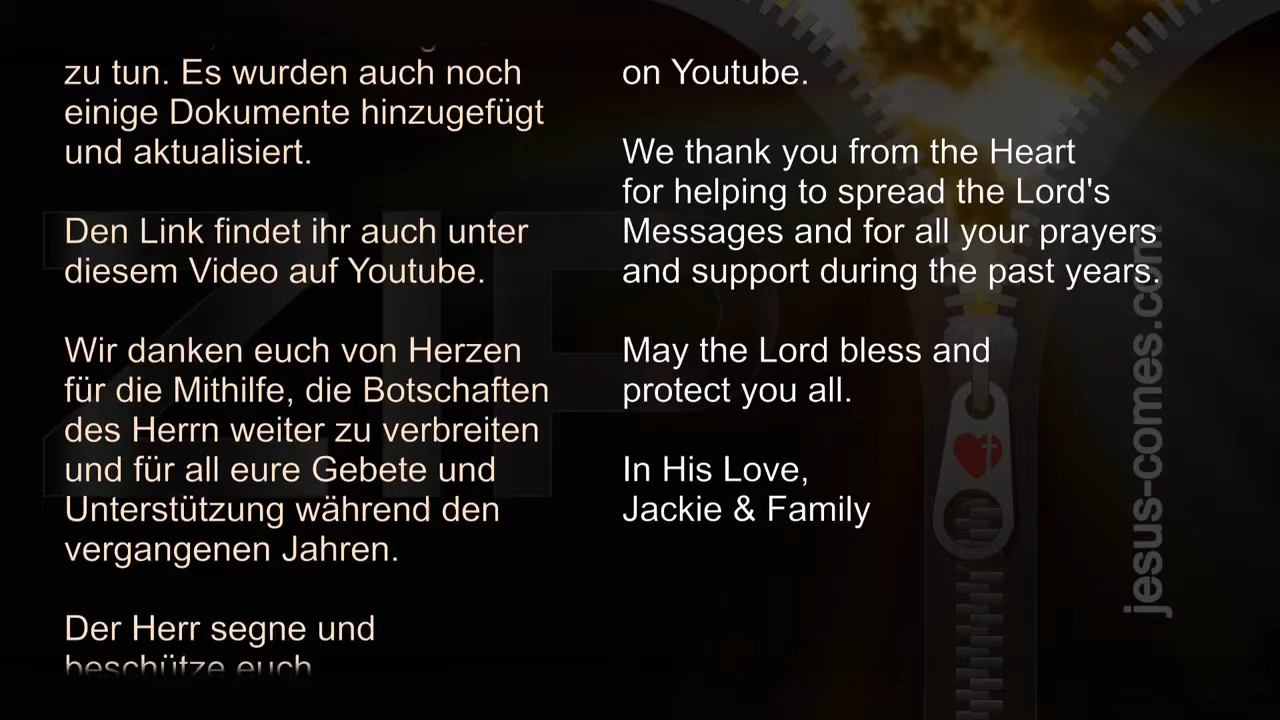 zu tun. Es wurden auch noch
einige Dokumente hinzugefügt
und aktualisiert.
Den Link findet ihr auch unter
diesem Video auf Youtube.
Wir danken euch von Herzen
für die Mithilfe, die Botschaften
des Herrn weiter zu verbreiten
und für all eure Gebete und
Unterstützung während den
vergangenen Jahren.
Der Herr segne und
beschütze euch
on Youtube.
We thank you from the Heart
for helping to spread the Lord's
Messages and for all your prayers
and support during the past years.
May the Lord bless and
protect you all.
In His Love,
Jackie & Family
ZIP
jesus-comes.com